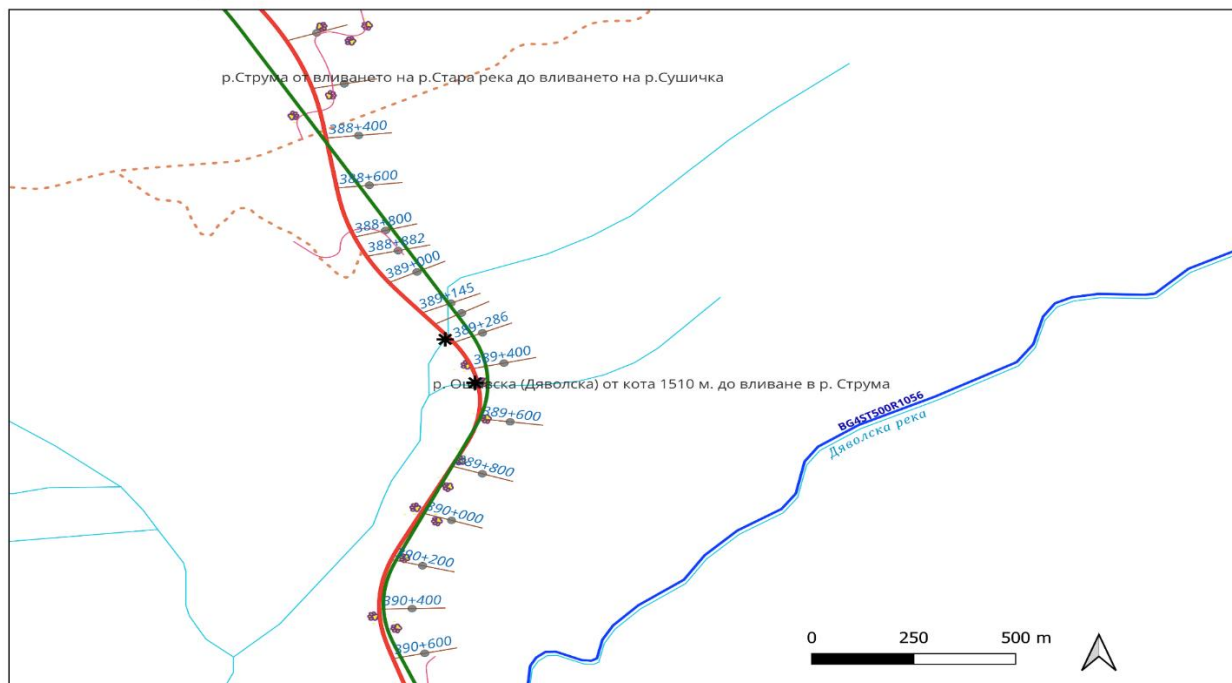 р.Струма от вливането на р.Стара река до вливането на р.Сушичка
388+400
388+600
388+800
388+882
389+000
389+145
389+286
389+400
р. Ощавска (Дяволска) от кота 1510 м. до вливане в р. Струма
BG4ST500R1056
Дяволска река
389+600
389+800
390+000
390+200
390+400
390+600
0 250 500 m